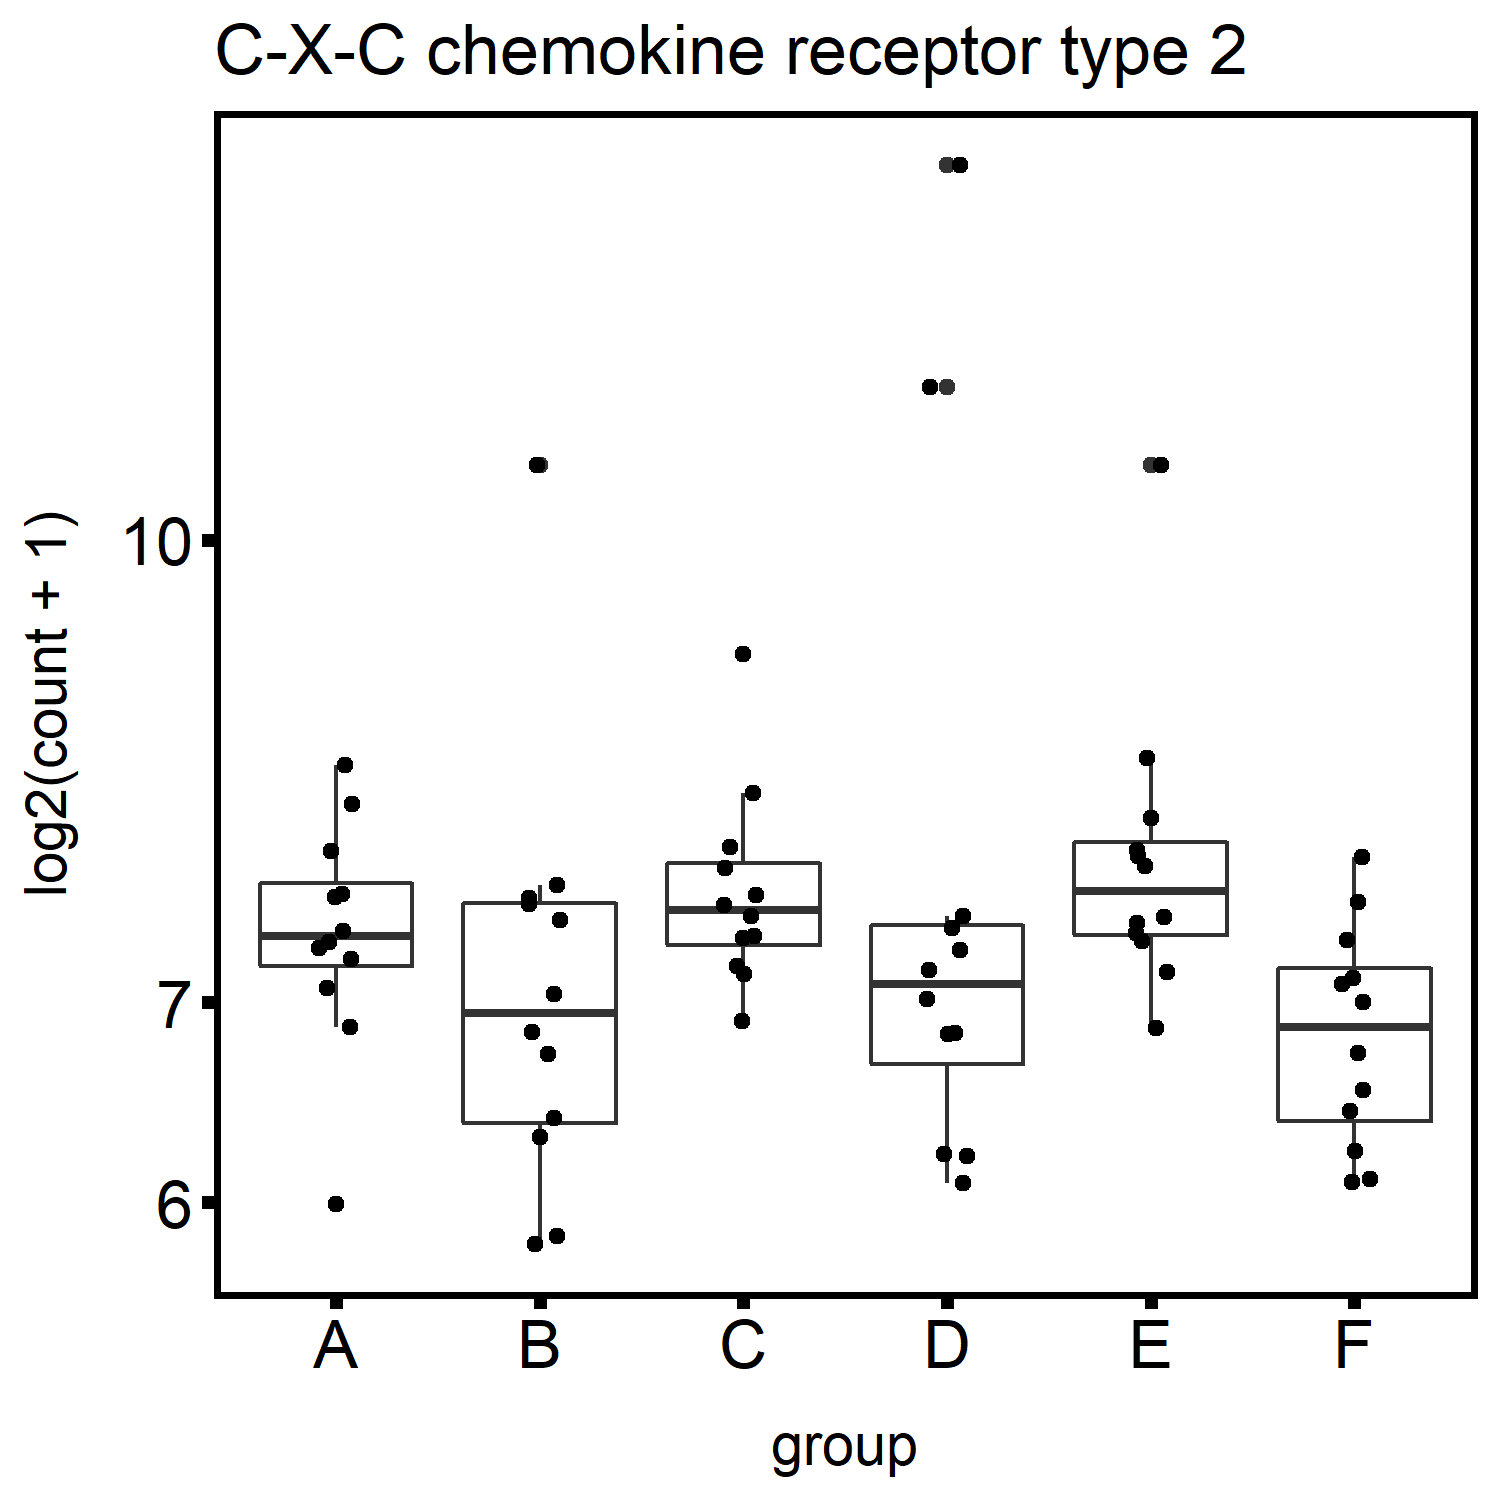 C-X-C chemokine receptor type 2
log2(count + 1)
10
7
6
A B C D E F
group